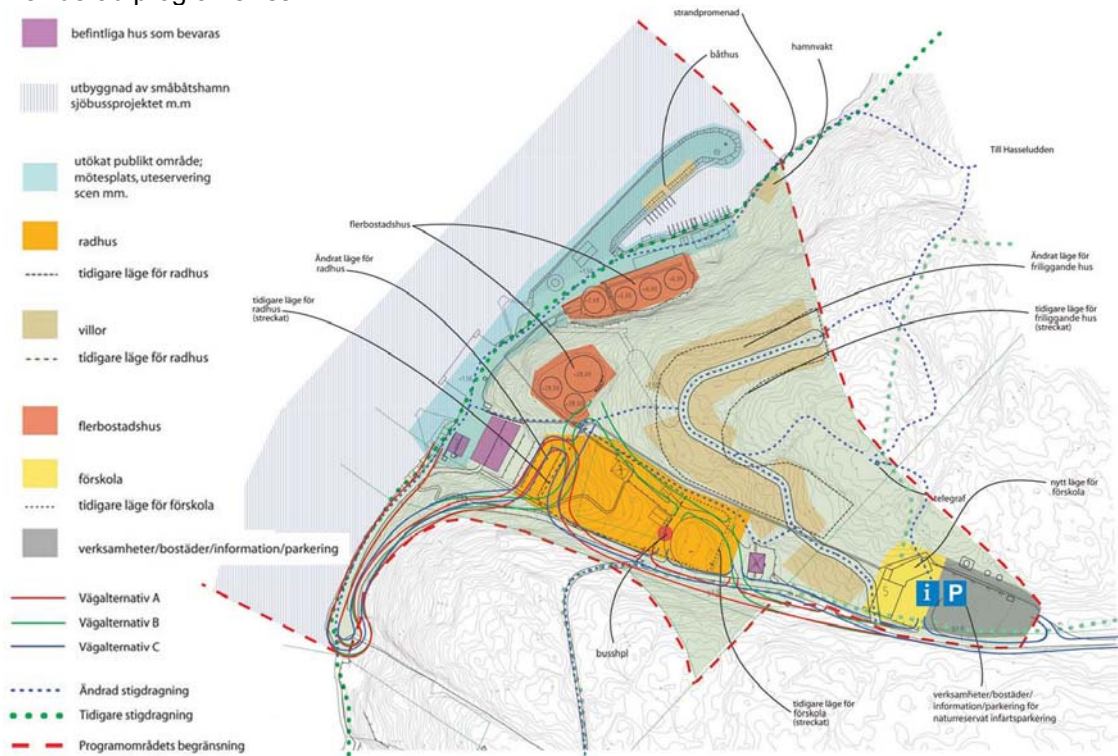 befintliga hus som bevaras
utbyggnad av småbåtshamn
sjöbussprojektet m.m
utökat publikt område;
mötesplats, uteservering
scen mm.
radhus
tidigare läge för radhus
villor
tidigare läge för radhus
flerbostadshus
förskola
tidigare läge för förskola
verksamheter/bostäder/information/parkering
Vägalternativ A
Vägalternativ B
Vägalternativ C
Ändrad stigdragning
Tidigare stigdragning
Programområdets begränsning
strandpromenad
båthus
hamnvakt
Till Hasseludden
flerbostadshus
Ändrat läge för
radhus
tidigare läge för
radhus
(streckat)
Ändrat läge för
friliggande hus
tidigare läge för
friliggande hus
(streckat)
telegraf
nytt läge för
förskola
i P
busshpl
tidigare läge för
förskola
(streckat)
verksamheter/bostäder/
information/parkering för
naturreservat infartsparkering